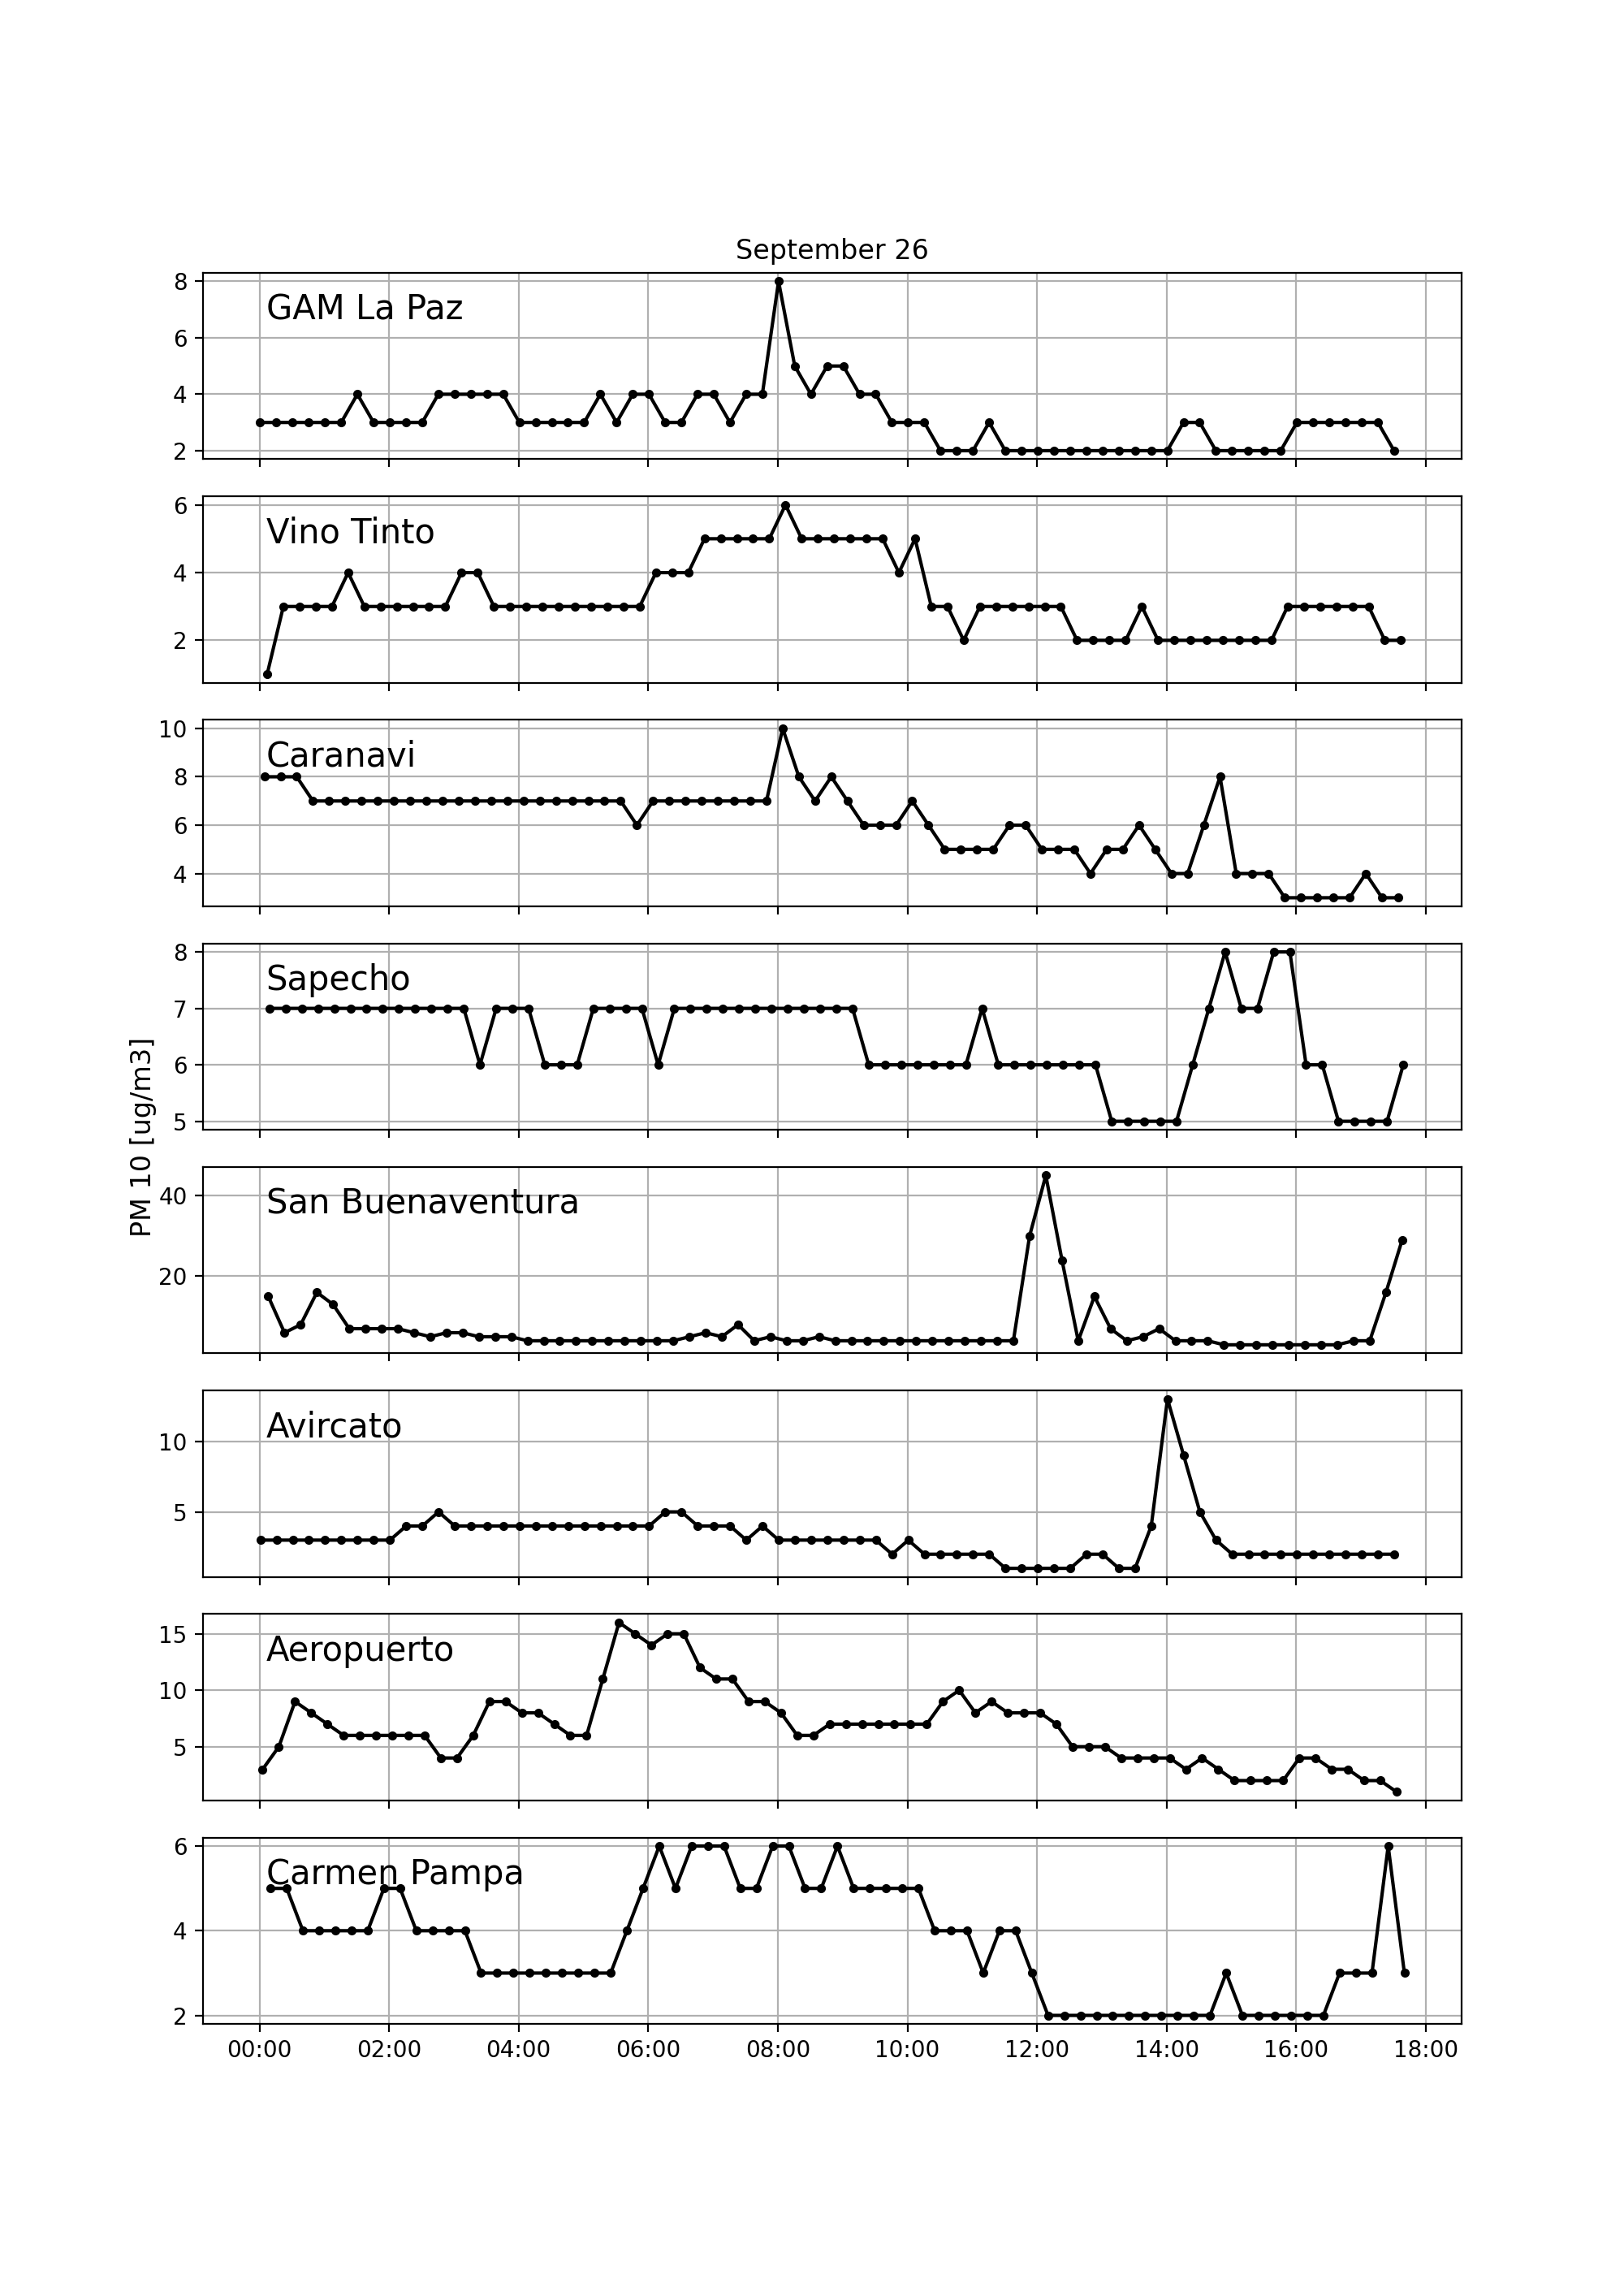 September 26
8
GAM La Paz
6
4
2
6
Vino Tinto
4
2
10
Caranavi
8
6
4
8
Sapecho
7
6
5
PM 10 [ug/m3]
40
San Buenaventura
20
Avircato
10
5
15
Aeropuerto
10
5
6
Carmen Pampa
4
2
00:00 02:00 04:00 06:00 08:00 10:00 12:00 14:00 16:00 18:00